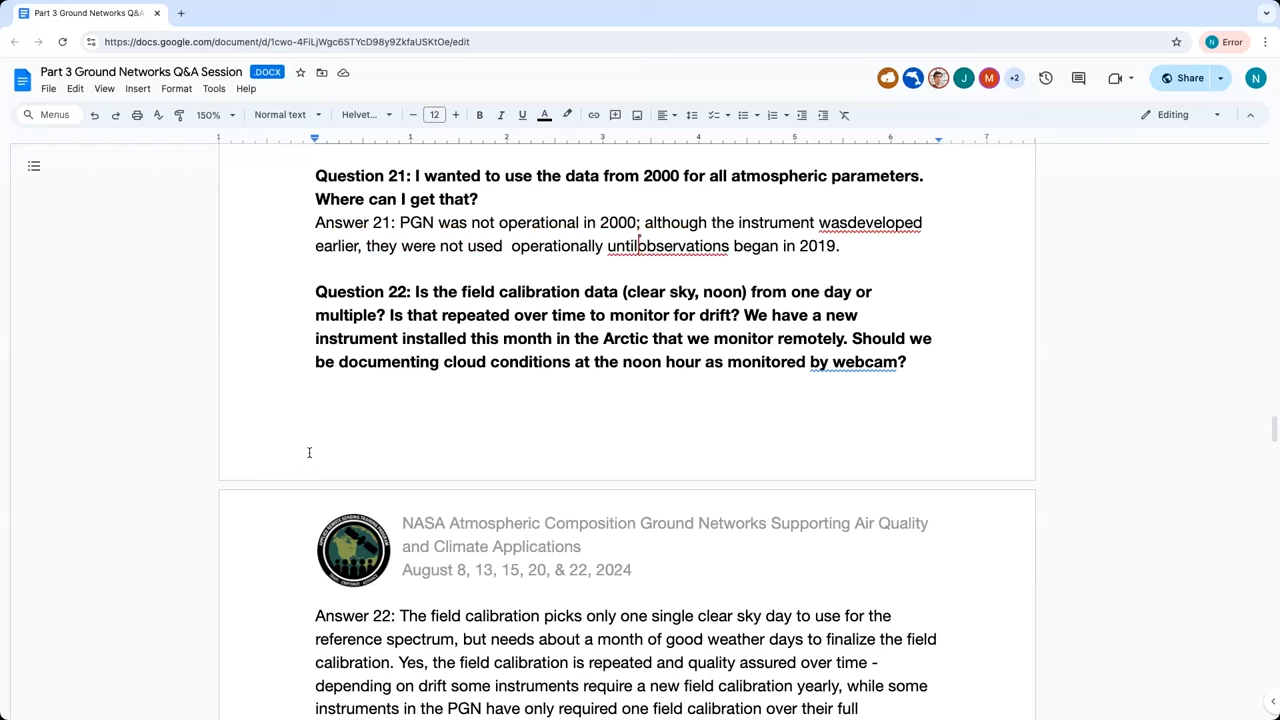 Part 3 Ground Networks Q&A
https://docs.google.com/document/d/1cwo-4FiLjWgc6STYcD98y9ZkfaUSKtOe/edit
N Error
Part 3 Ground Networks Q&A Session .DOCX
File Edit View Insert Format Tools Help
J M +2 Share N
Menus 150% Normal text Helvet... 12 B I U A Editing
1 1 2 3 4 5 6 7
Question 21: I wanted to use the data from 2000 for all atmospheric parameters.
Where can I get that?
Answer 21: PGN was not operational in 2000; although the instrument wasdeveloped
earlier, they were not used operationally untilobservations began in 2019.
Question 22: Is the field calibration data (clear sky, noon) from one day or
multiple? Is that repeated over time to monitor for drift? We have a new
instrument installed this month in the Arctic that we monitor remotely. Should we
be documenting cloud conditions at the noon hour as monitored by webcam?
NASA Atmospheric Composition Ground Networks Supporting Air Quality
and Climate Applications
August 8, 13, 15, 20, & 22, 2024
Answer 22: The field calibration picks only one single clear sky day to use for the
reference spectrum, but needs about a month of good weather days to finalize the field
calibration. Yes, the field calibration is repeated and quality assured over time -
depending on drift some instruments require a new field calibration yearly, while some
instruments in the PGN have only required one field calibration over their full